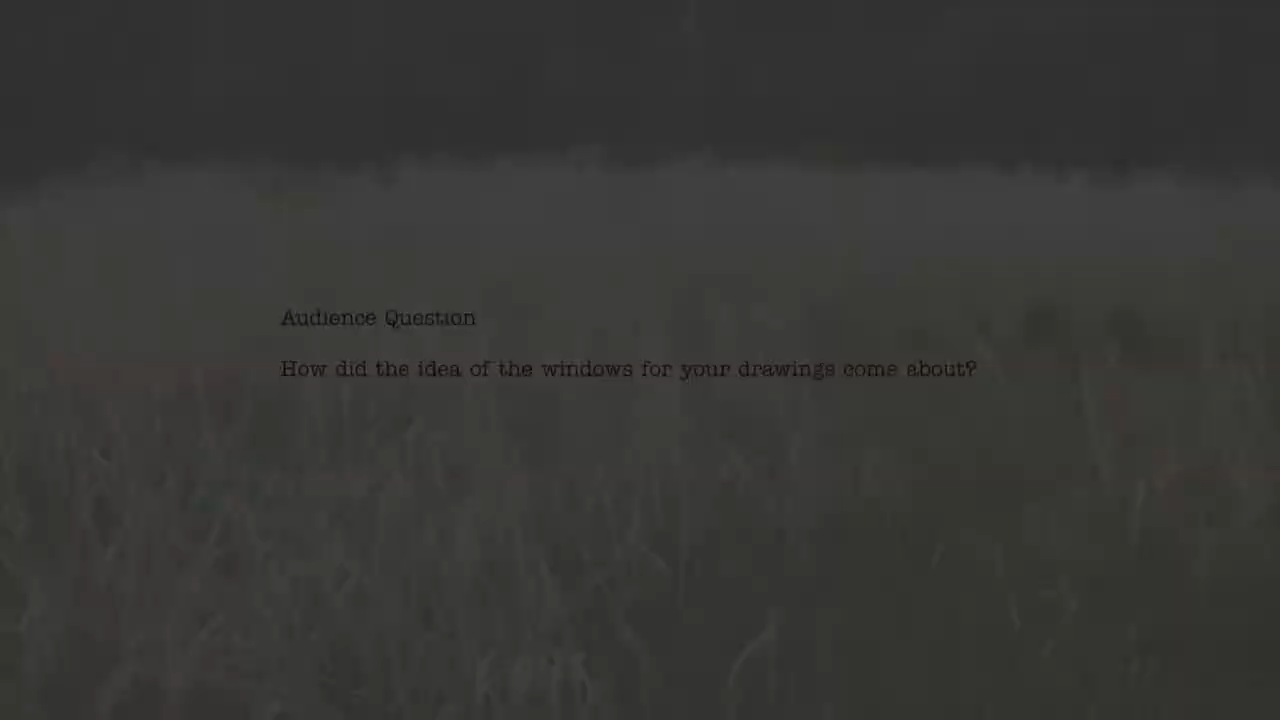 Audience Question
How did the idea of the windows for your drawings come about?